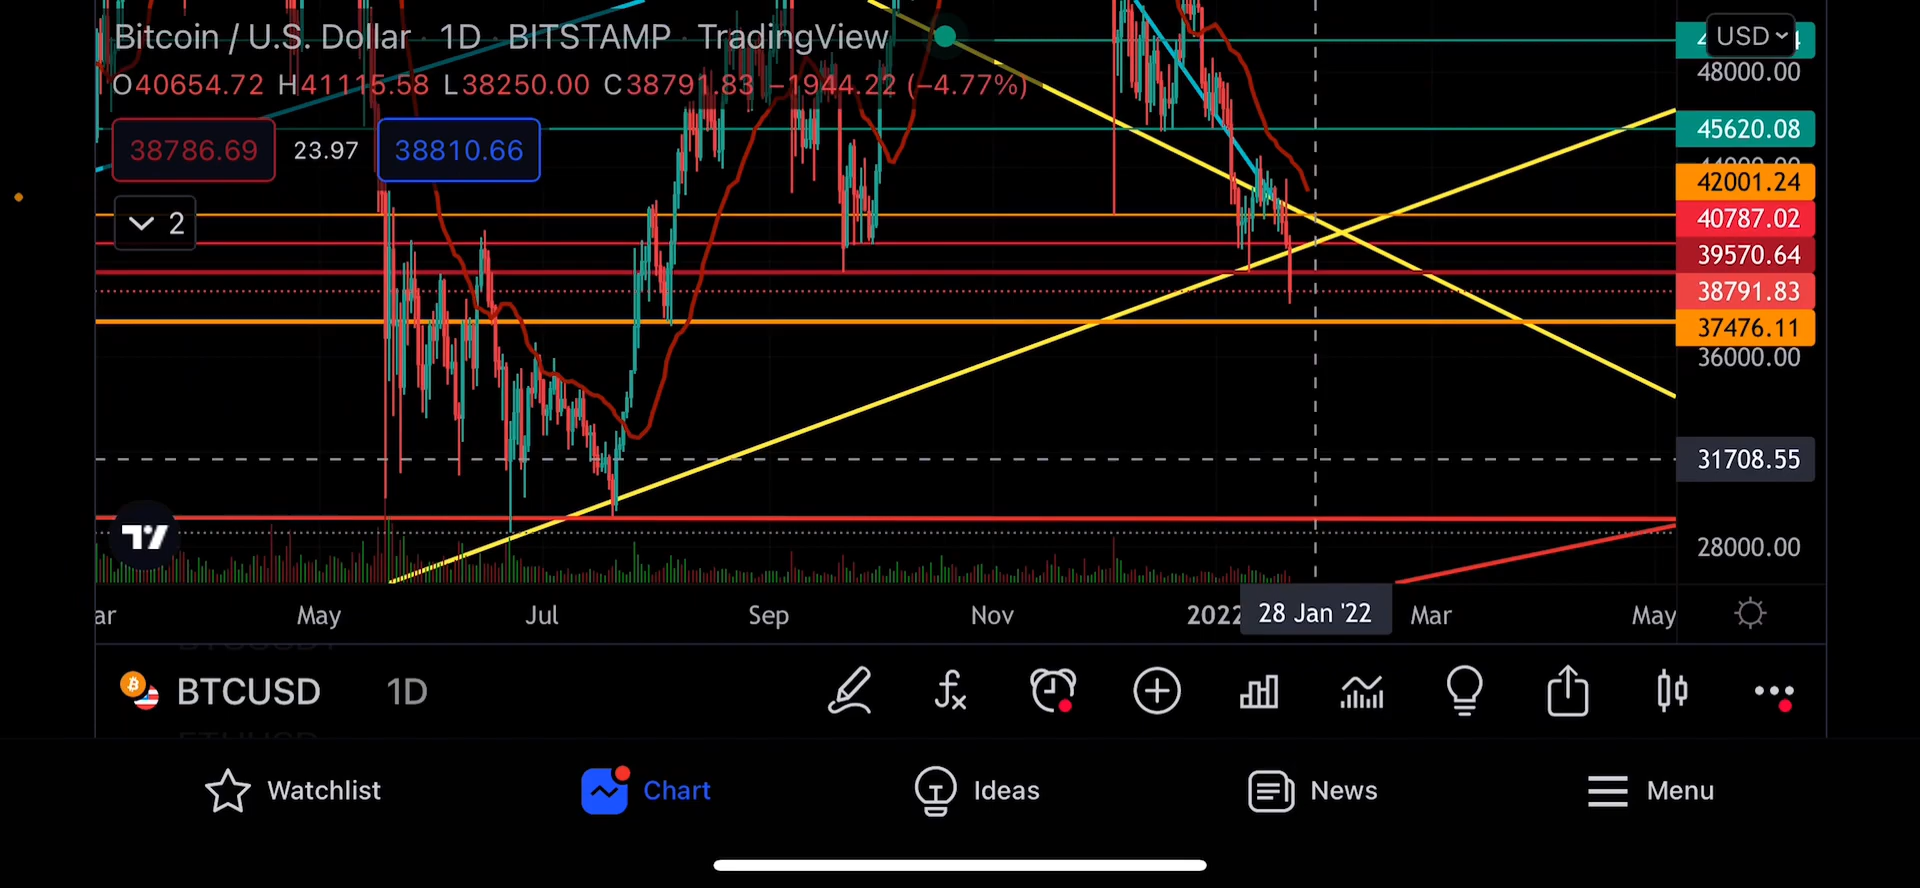 Bitcoin / U.S. Dollar · 1D · BITSTAMP · TradingView
USD
O40654.72 H41115.58 L38250.00 C38791.83 −1944.22 (−4.77%)
48000.00
38786.69 23.97 38810.66
45620.08
44000.00
42001.24
2
40787.02
39570.64
38791.83
37476.11
36000.00
31708.55
28000.00
May Jul Sep Nov 2022 28 Jan '22 Mar May
BTCUSD 1D
Watchlist Chart Ideas News Menu